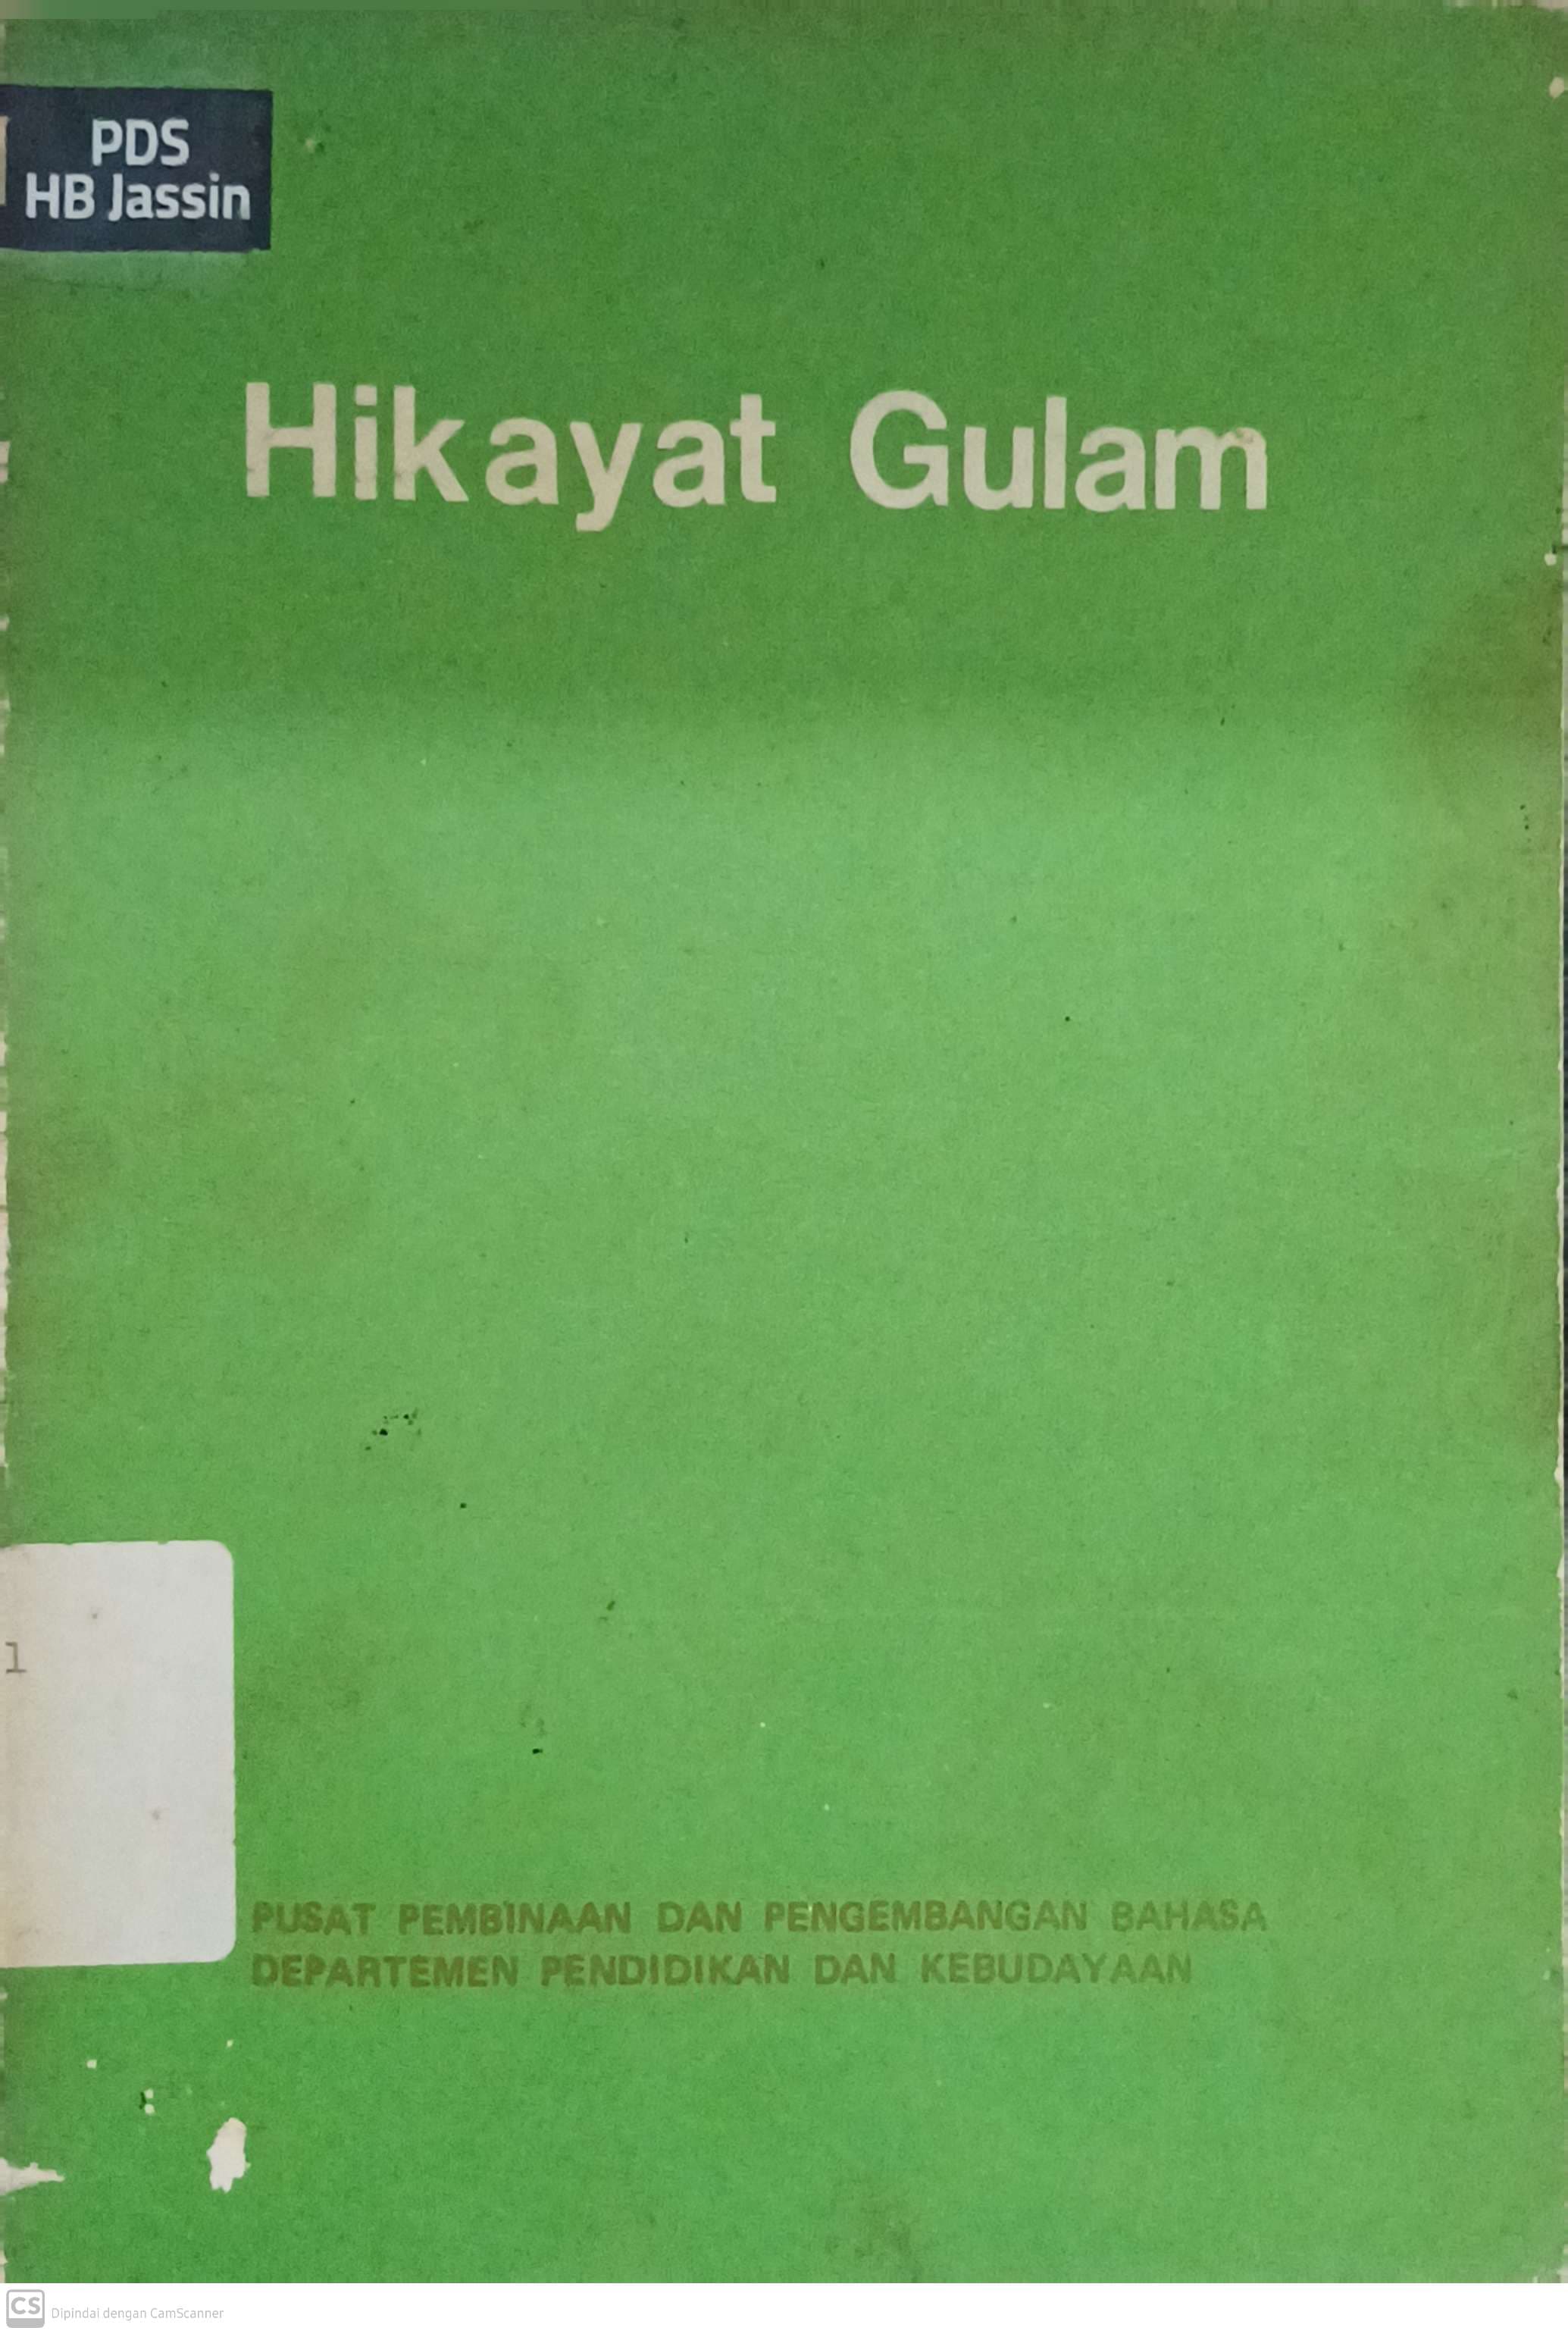 PDS
HB Jassin
Hikayat Gulam
1
PUSAT PEMBINAAN DAN PENGEMBANGAN BAHASA
DEPARTEMEN PENDIDIKAN DAN KEBUDAYAAN
CS Dipindai dengan CamScanner